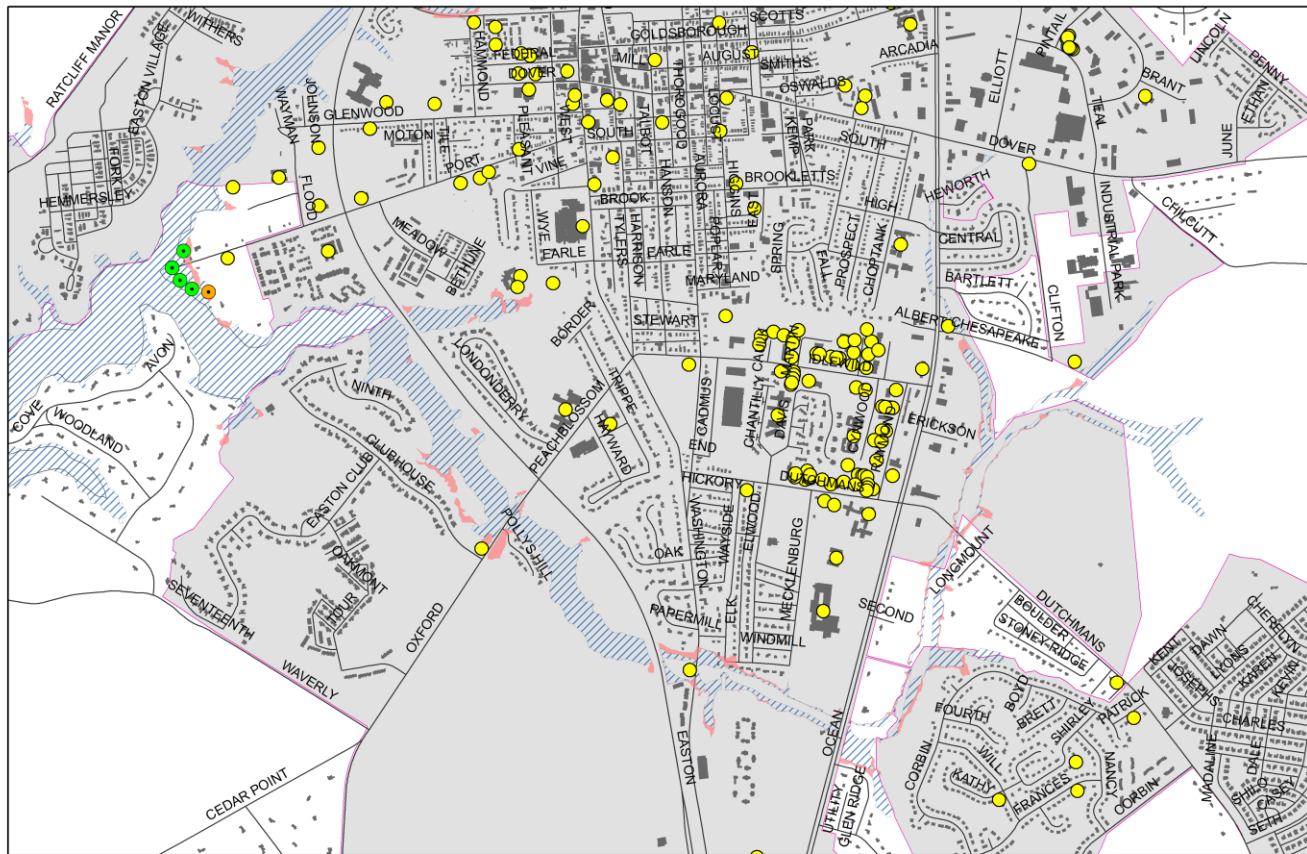 RATCLIFF MANOR
WITHERS
EASTON VILLAGE
HAMMOND
FEDERAL
DOVER
GOLDSBOROUGH
SCOTTS
MILL
AUGUST
SMITHS
OSWALDS
ARCADIA
ELLIOTT
PINTAIL
TEAL
BRANT
LINCOLN
PENNY
ETHAN
JUNE
WAYMAN
JOHNSON
GLENWOOD
MOTON
PLEASANT
WEST
SOUTH
TALBOT
THOROGOOD
LOCUST
KEMP
PARK
SOUTH
DOVER
HEMMERSLEY
FLOOD
PORT
VINE
BROOK
HANSON
AURORA
HIGGINS
BROOKLETTS
EAST
HIGH
HEWORTH
INDUSTRIAL PARK
CHILCUTT
MEADOW
BETHUNE
WYE
EARLE
TYLERS
HARRISON
EARLE
POPLAR
MARYLAND
SPRING
FALL
PROSPECT
CHOPTANK
CENTRAL
BARTLETT
CLIFTON
STEWART
BORDER
ALBERT CHESAPEAKE
AVON
COVE
WOODLAND
NINTH
LONDONDERRY
TRIPPE
CADMUS
CHANTILLY
DAVIS
IDLEWILD
CYNWOOD
ERICKSON
CLUBHOUSE
EASTON CLUB
PEACHBLOSSOM
HAYWARD
END
HICKORY
DUTCHMANS
WASHINGTON
WAYSIDE
ELWOOD
MECKLENBURG
OAK
POLLYS HILL
OAKMONT
SEVENTEENTH
WAVERLY
OXFORD
PAPERMILL
ELK
WINDMILL
SECOND
LONGMOUNT
DUTCHMANS
BOULDER
STONEY RIDGE
KENT
JOSEPHS
DAWN
LYONS
CHERILYN
KAREN
KEVIN
CHARLES
MADALINE
DALE
CASEY
SETH
CEDAR POINT
EASTON
OCEAN
UTILITY
GLEN RIDGE
CORBIN
FOURTH
BOYD
BRETT
WILL
KATHY
SHIRLEY
PATRICK
FRANCES
NANCY
CORBIN